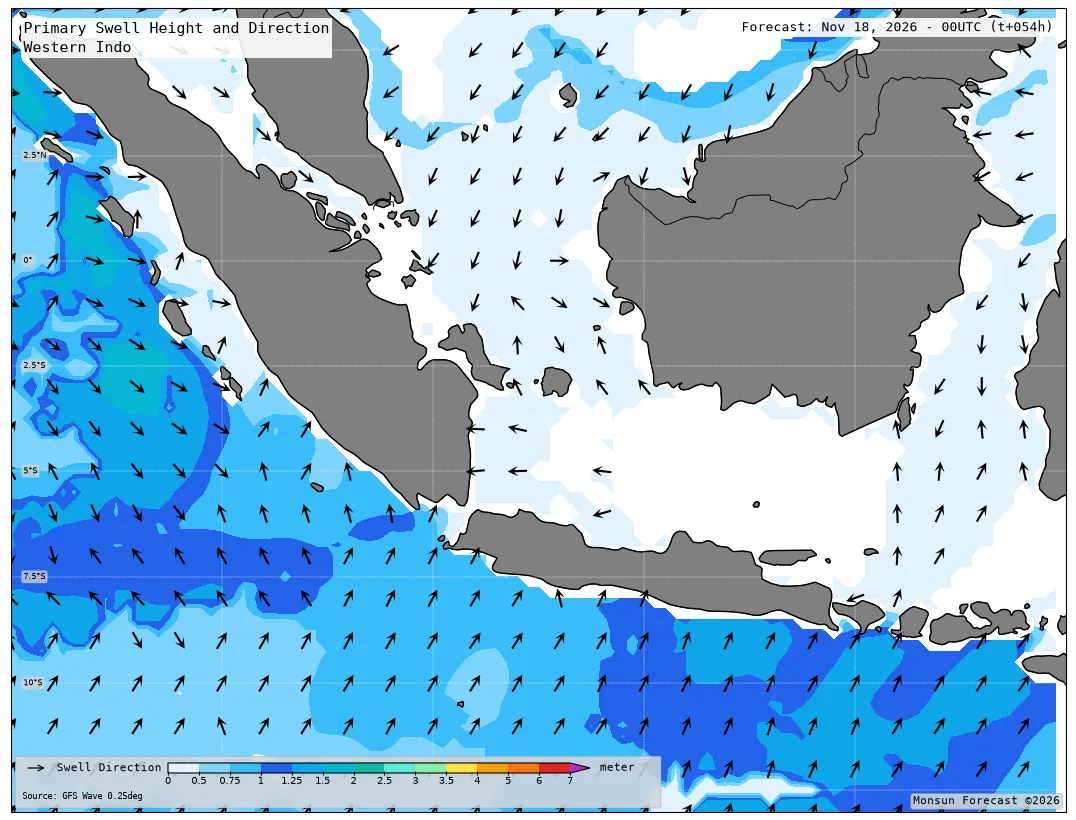 Primary Swell Height and Direction
Western Indo
Forecast: Nov 18, 2026 - 00UTC (t+054h)
2.5°N
0°
2.5°S
5°S
7.5°S
10°S
Swell Direction
meter
0 0.5 0.75 1 1.25 1.5 2 2.5 3 3.5 4 5 6 7
Source: GFS Wave 0.25deg
Monsun Forecast ©2026